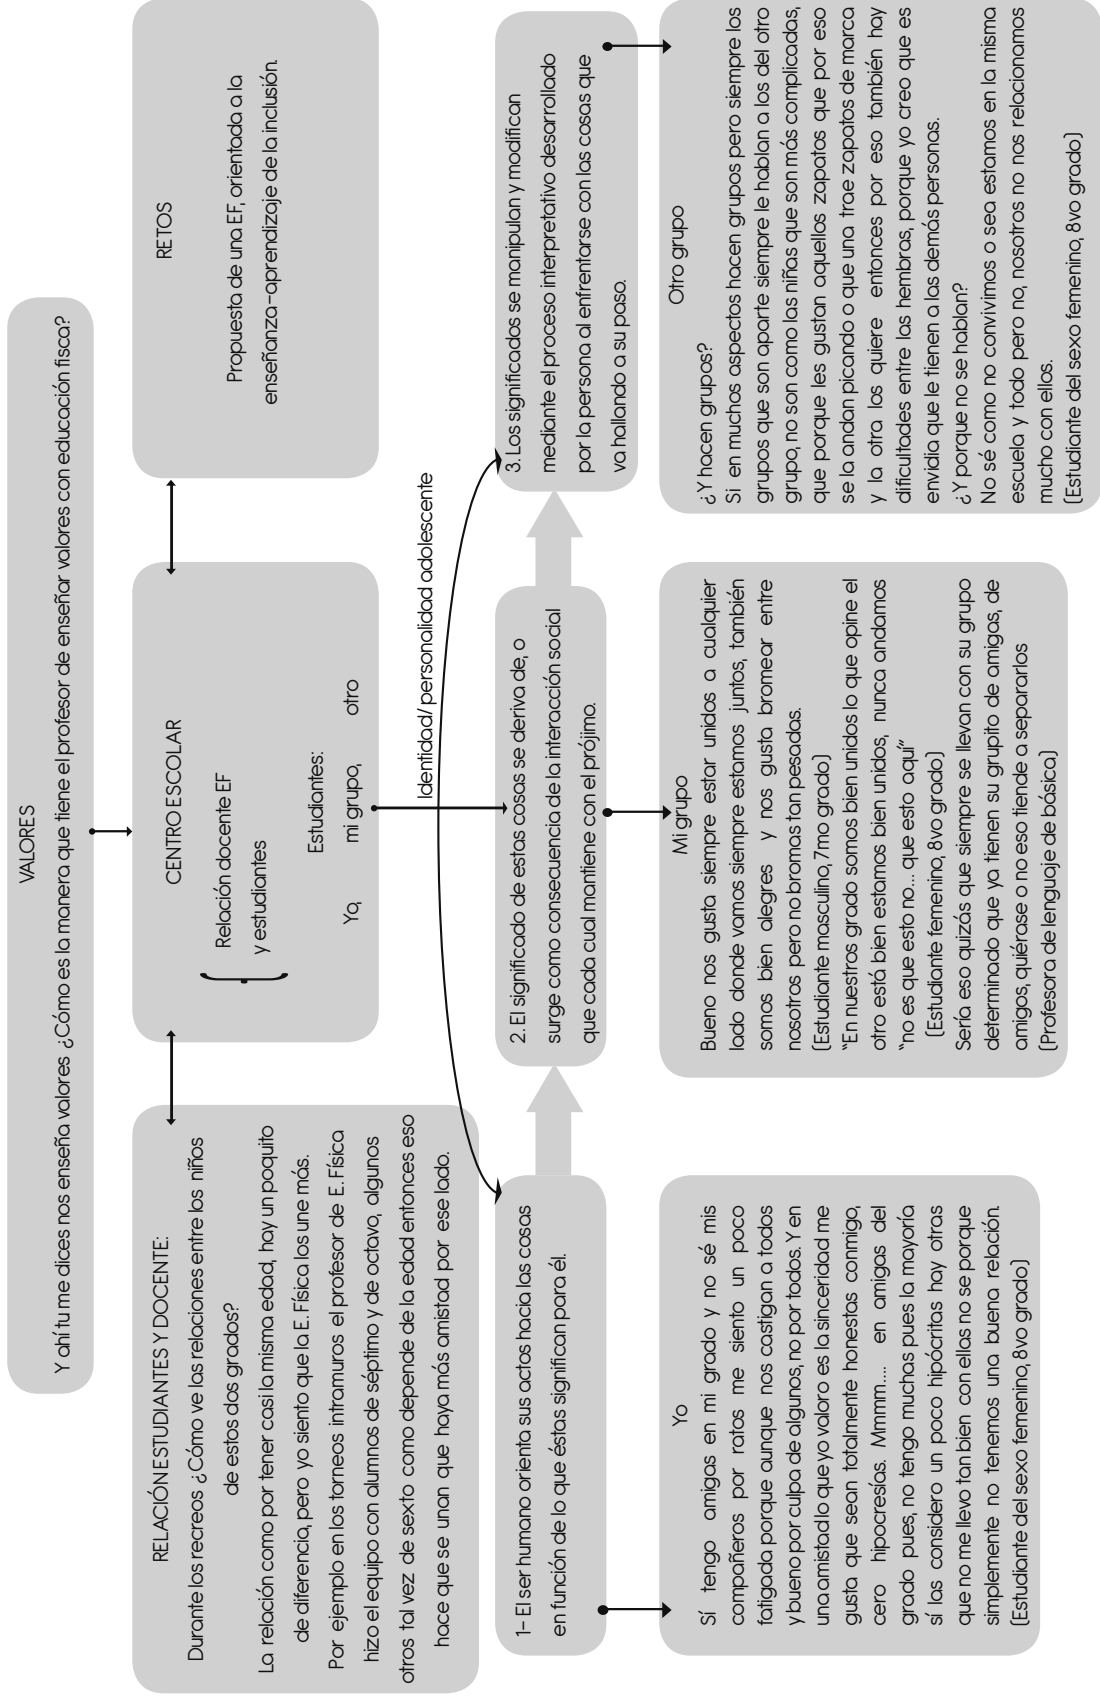 VALORES
Y ahí tu me dices nos enseña valores ¿Cómo es la manera que tiene el profesor de enseñar valores con educación fisca?
RELACIÓN ESTUDIANTES Y DOCENTE:
Durante los recreos ¿Cómo ve las relaciones entre los niños
de estos dos grados?
La relación como por tener casi la misma edad, hay un poquito
de diferencia, pero yo siento que la E. Física los une más.
Por ejemplo en los torneos intramuros el profesor de E. Física
hizo el equipo con alumnos de séptimo y de octavo, algunos
otros tal vez de sexto como depende de la edad entonces eso
hace que se unan que haya más amistad por ese lado.
CENTRO ESCOLAR
Relación docente EF
y estudiantes
Estudiantes:
Yo, mi grupo, otro
RETOS
Propuesta de una EF, orientada a la
enseñanza-aprendizaje de la inclusión.
Identidad/ personalidad adolescente
1- El ser humano orienta sus actos hacia las cosas
en función de lo que éstas significan para él.
2. El significado de estas cosas se deriva de, o
surge como consecuencia de la interacción social
que cada cual mantiene con el prójimo.
3. Los significados se manipulan y modifican
mediante el proceso interpretativo desarrollado
por la persona al enfrentarse con las cosas que
va hallando a su paso.
Yo
Sí tengo amigas en mi grado y no sé mis
compañeros por ratos me siento un poco
fatigada porque aunque nos castigan a todos
y bueno por culpa de algunos, no por todos. Y en
una amistad lo que yo valoro es la sinceridad me
gusta que sean totalmente honestas conmigo,
cero hipocresías. Mmmm.... en amigas del
grado pues, no tengo muchas pues la mayoría
sí las considero un poco hipócritas hay otras
que no me llevo tan bien con ellas no se porque
simplemente no tenemos una buena relación.
(Estudiante del sexo femenino, 8vo grado)
Mi grupo
Bueno nos gusta siempre estar unidos a cualquier
lado donde vamos siempre estamos juntos, también
somos bien alegres y nos gusta bromear entre
nosotros pero no bromas tan pesadas.
(Estudiante masculino, 7mo grado)
"En nuestros grado somos bien unidos lo que opine el
otro está bien estamos bien unidos, nunca andamos
"no es que esto no... que esto aquí"
(Estudiante femenino, 8vo grado)
Sería eso quizás que siempre se llevan con su grupo
determinado que ya tienen su grupito de amigas, de
amigos, quiérase o no eso tiende a separarlos
(Profesora de lenguaje de básica)
Otro grupo
¿Y hacen grupos?
Si en muchos aspectos hacen grupos pero siempre los
grupos que son aparte siempre le hablan a los del otro
grupo, no son como las niñas que son más complicadas,
que porque les gustan aquellos zapatos que por eso
se la andan picando o que una trae zapatos de marca
y la otra los quiere entonces por eso también hay
dificultades entre las hembras, porque yo creo que es
envidia que le tienen a las demás personas.
¿Y porque no se hablan?
No sé como no convivimos o sea estamos en la misma
escuela y todo pero no, nosotros no nos relacionamos
mucho con ellos.
(Estudiante del sexo femenino, 8vo grado)